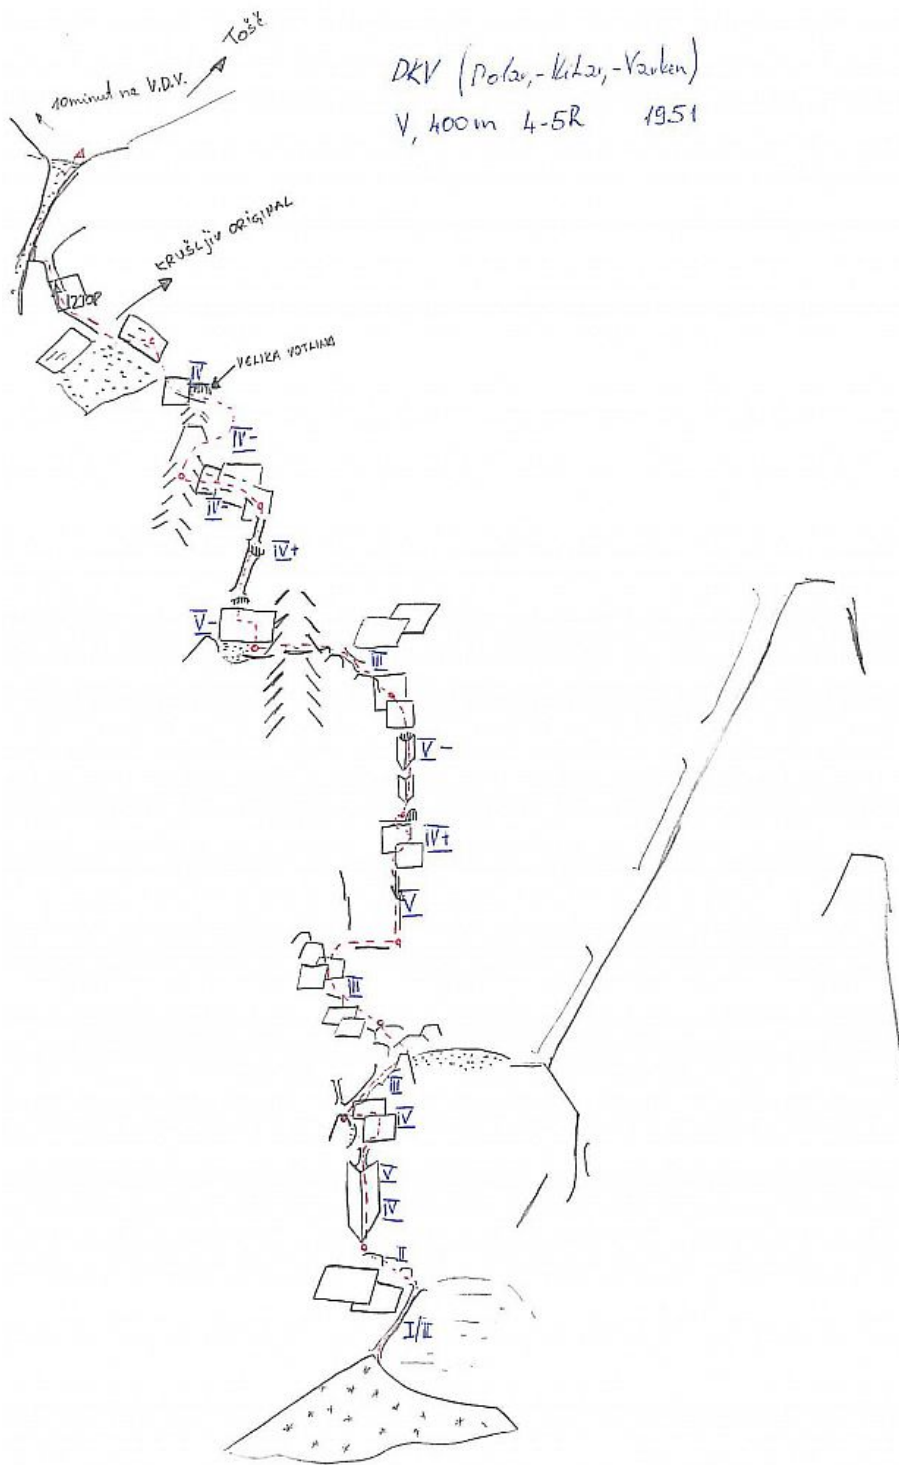 TOŠČ
10minut na V.D.V.
DKV (Dolar,-Kilar,-Varken)
V, 400m 4-5R 1951
KRUŠLJIV ORIGINAL
IZTOP
VELIKA VOTLINA
IV
IV-
IV-
IV+
V-
III
V-
IV+
V
III
III
IV
V
IV
II
I/II